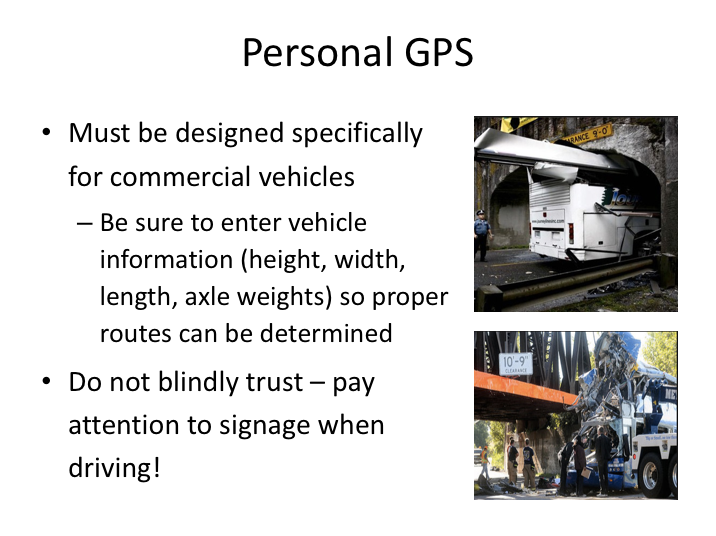 Personal GPS
• Must be designed specifically
for commercial vehicles
– Be sure to enter vehicle
information (height, width,
length, axle weights) so proper
routes can be determined
• Do not blindly trust – pay
attention to signage when
driving!
9'-0"
10'-9"
CLEARANCE